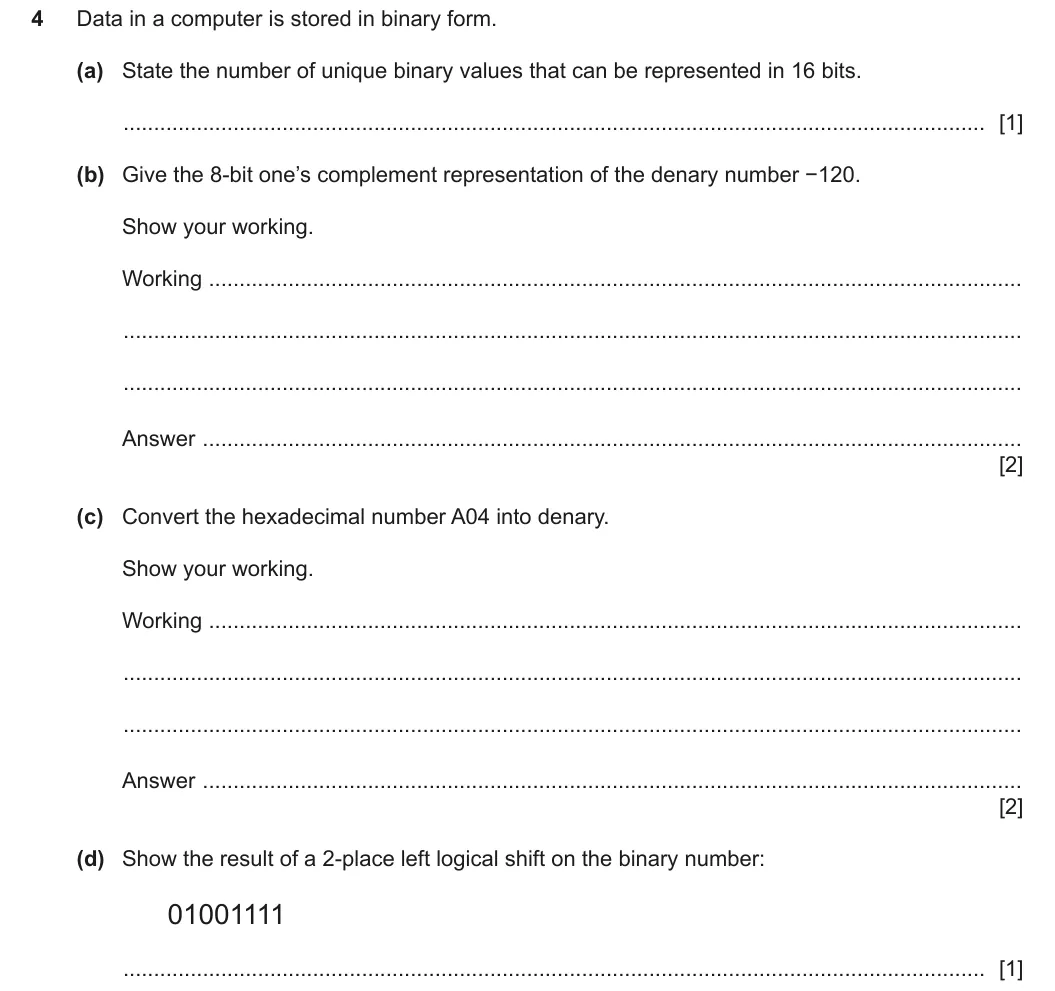 4 Data in a computer is stored in binary form.
(a) State the number of unique binary values that can be represented in 16 bits.
.......................................................................................................................................... [1]
(b) Give the 8-bit one’s complement representation of the denary number −120.
Show your working.
Working ..................................................................................................................................
................................................................................................................................................
................................................................................................................................................
Answer ...................................................................................................................................
[2]
(c) Convert the hexadecimal number A04 into denary.
Show your working.
Working ..................................................................................................................................
................................................................................................................................................
................................................................................................................................................
Answer ...................................................................................................................................
[2]
(d) Show the result of a 2-place left logical shift on the binary number:
01001111
.......................................................................................................................................... [1]